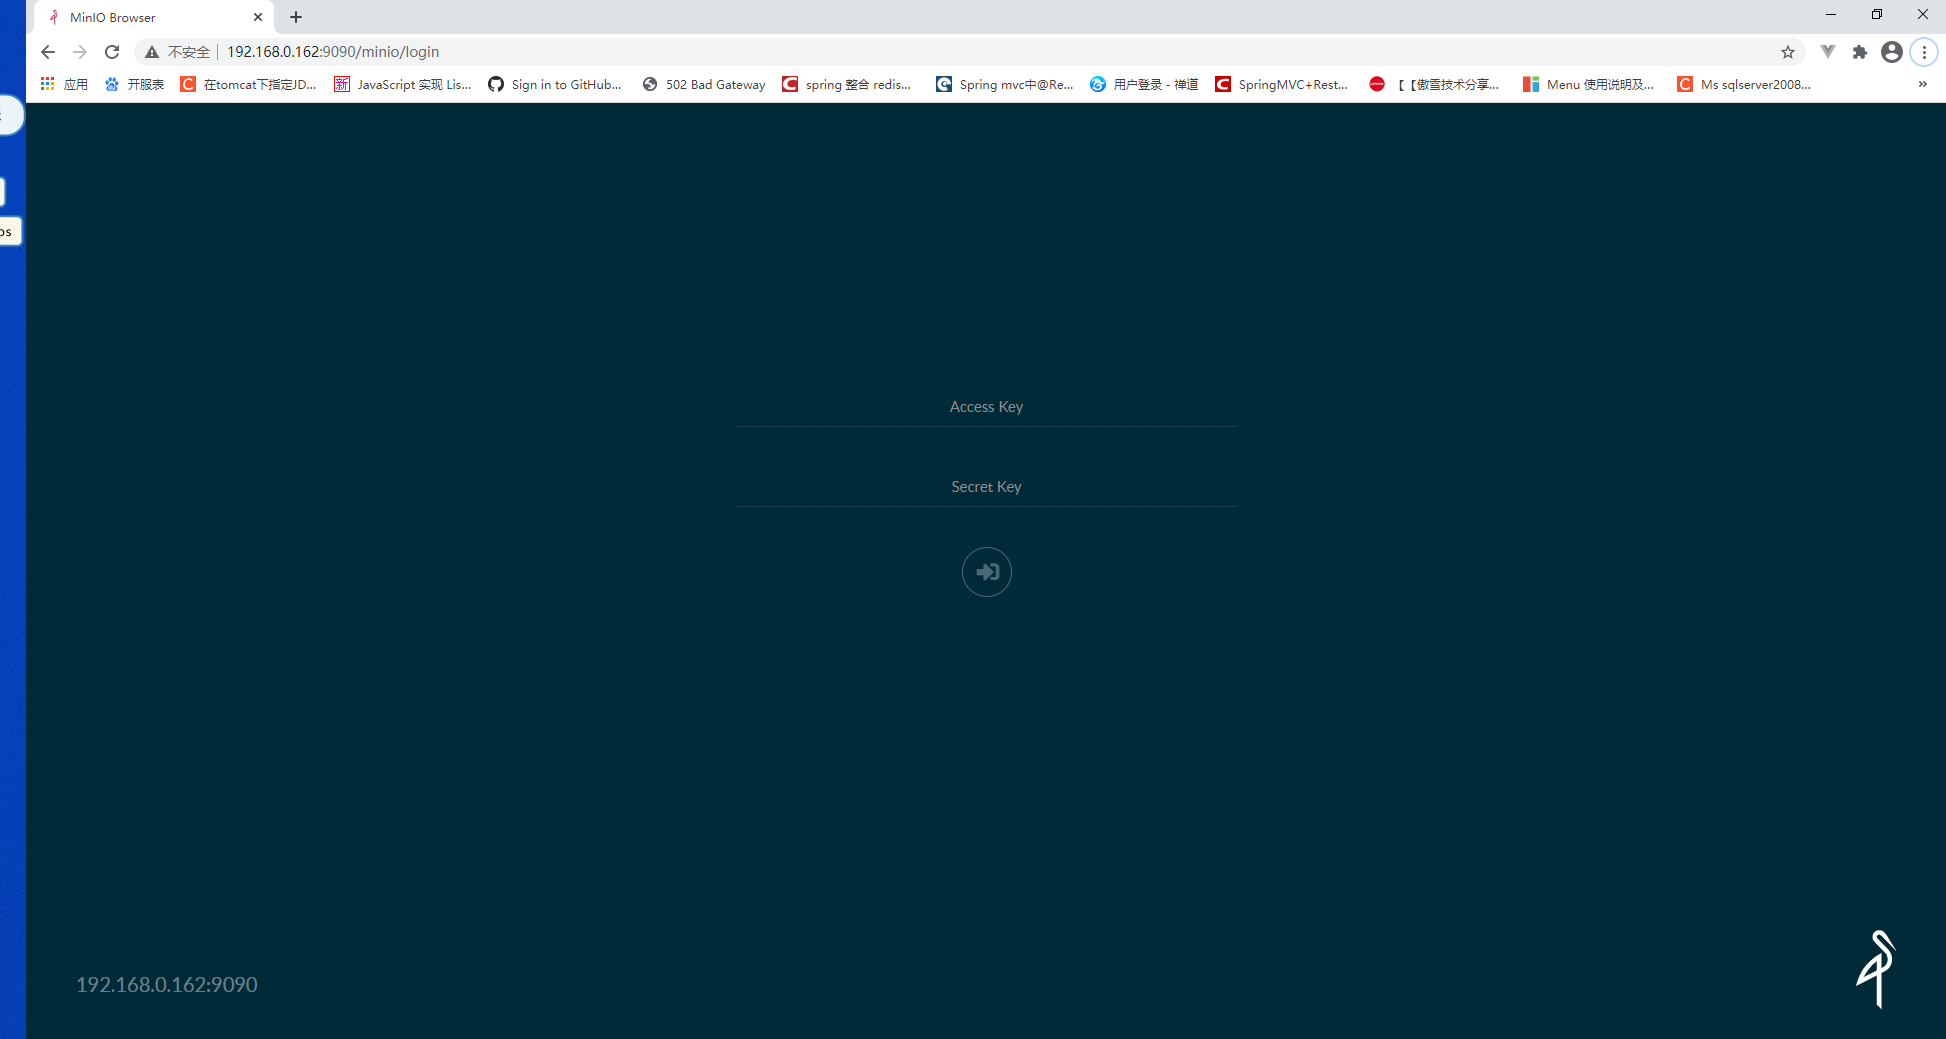 MinIO Browser
不安全 192.168.0.162:9090/minio/login
应用 开服表 在tomcat下指定JD... JavaScript 实现 Lis... Sign in to GitHub... 502 Bad Gateway spring 整合 redis... Spring mvc中@Re... 用户登录 - 禅道 SpringMVC+Rest... 【【傲雪技术分享... Menu 使用说明及... Ms sqlserver2008... »
os
Access Key
Secret Key
192.168.0.162:9090